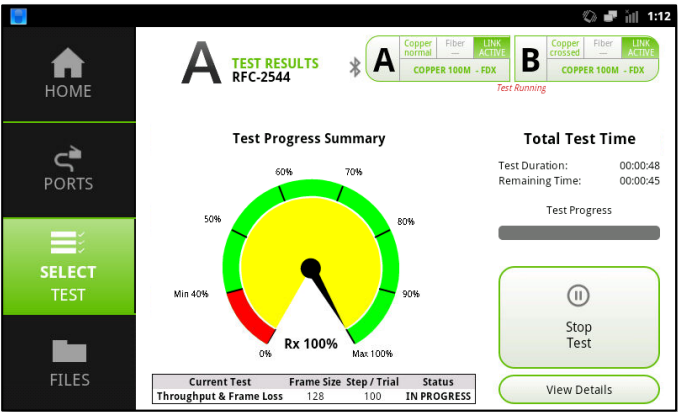 1:12
HOME
PORTS
SELECT
TEST
FILES
A TEST RESULTS
RFC-2544
A
Copper normal
Fiber ---
LINK ACTIVE
COPPER 100M - FDX
B
Copper crossed
Fiber ---
LINK ACTIVE
COPPER 100M - FDX
Test Running
Test Progress Summary
60%
70%
50%
80%
Min 40%
90%
Rx 100%
0%
Max 100%
Current Test Frame Size Step / Trial Status
Throughput & Frame Loss 128 100 IN PROGRESS
Total Test Time
Test Duration: 00:00:48
Remaining Time: 00:00:45
Test Progress
Stop
Test
View Details